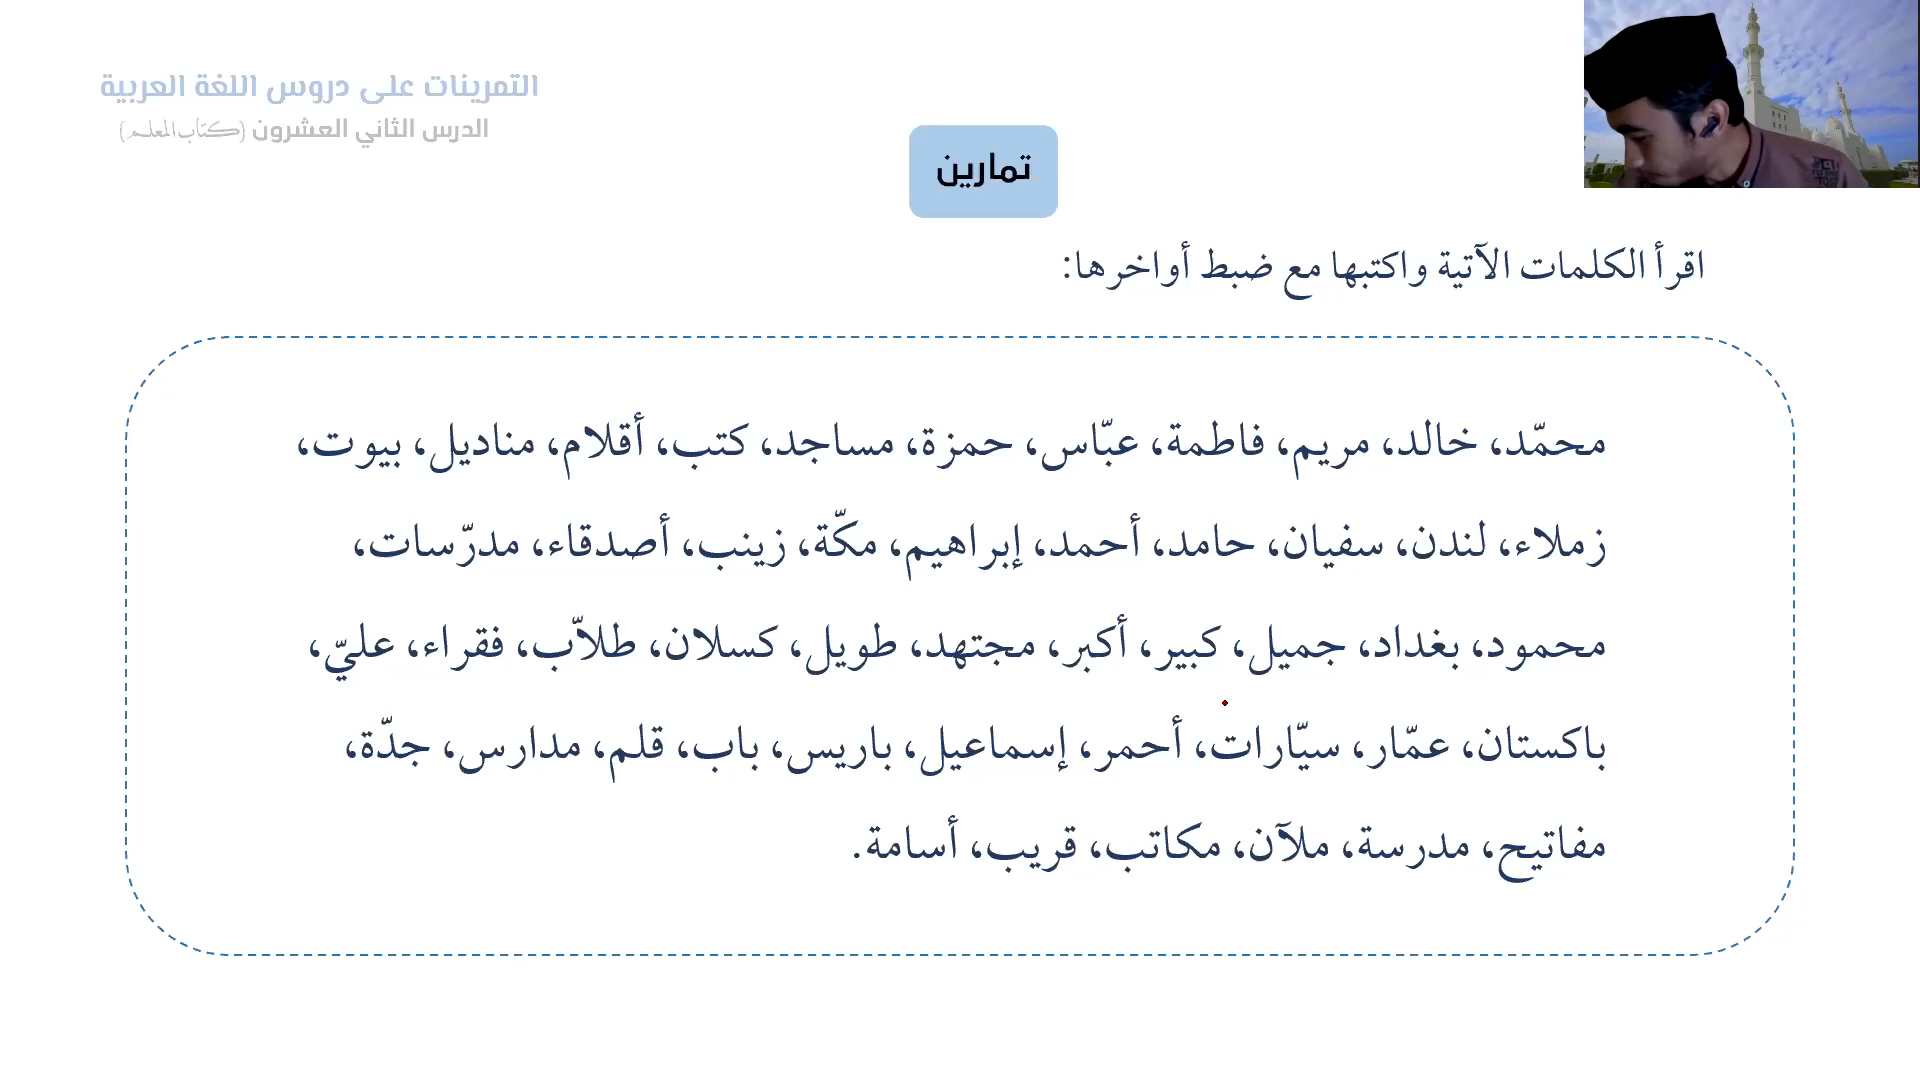 التمرينات على دروس اللغة العربية
الدرس الثاني العشرون (كتاب المعلم)
تمارين
اقرأ الكلمات الآتية واكتبها مع ضبط أواخرها:
محمّد، خالد، مريم، فاطمة، عبّاس، حمزة، مساجد، كتب، أقلام، مناديل، بيوت،
زملاء، لندن، سفيان، حامد، أحمد، إبراهيم، مكّة، زينب، أصدقاء، مدرّسات،
محمود، بغداد، جميل، كبير، أكبر، مجتهد، طويل، كسلان، طلاّب، فقراء، عليّ،
باكستان، عمّار، سيّارات، أحمر، إسماعيل، باريس، باب، قلم، مدارس، جدّة،
مفاتيح، مدرسة، ملآن، مكاتب، قريب، أسامة.